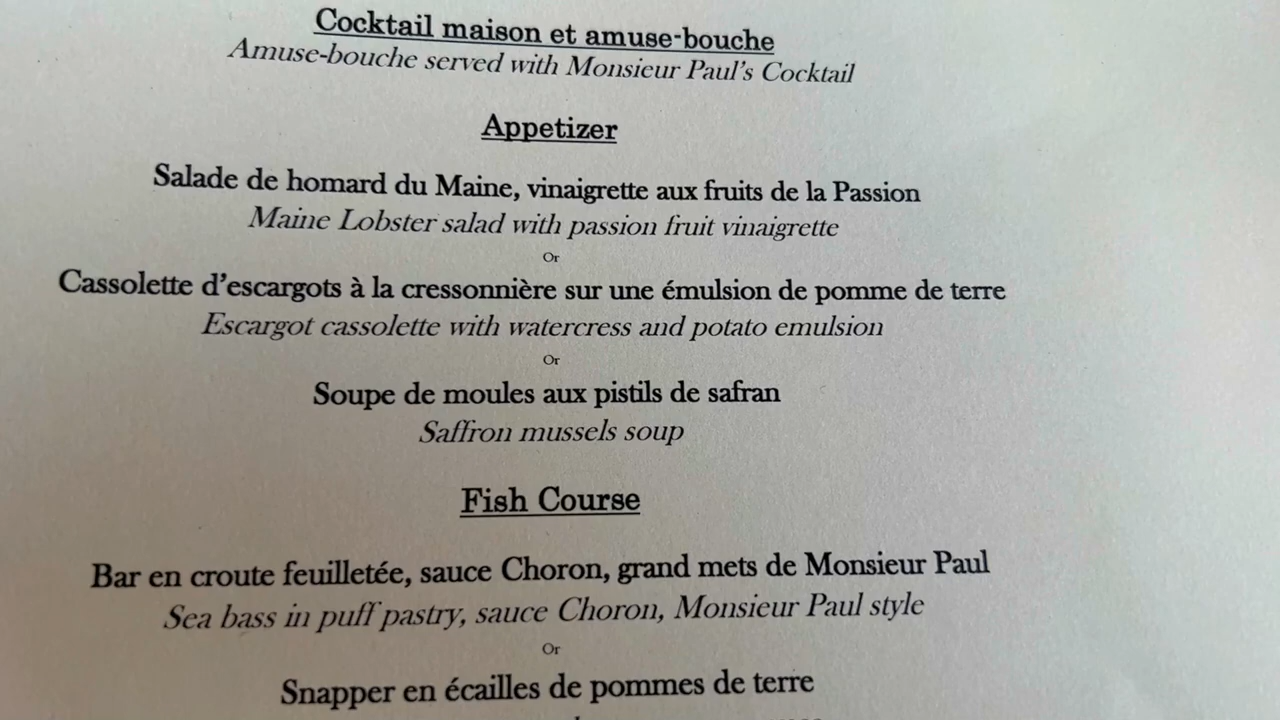 Cocktail maison et amuse-bouche
Amuse-bouche served with Monsieur Paul's Cocktail
Appetizer
Salade de homard du Maine, vinaigrette aux fruits de la Passion
Maine Lobster salad with passion fruit vinaigrette
Or
Cassolette d'escargots à la cressonnière sur une émulsion de pomme de terre
Escargot cassolette with watercress and potato emulsion
Or
Soupe de moules aux pistils de safran
Saffron mussels soup
Fish Course
Bar en croute feuilletée, sauce Choron, grand mets de Monsieur Paul
Sea bass in puff pastry, sauce Choron, Monsieur Paul style
Or
Snapper en écailles de pommes de terre